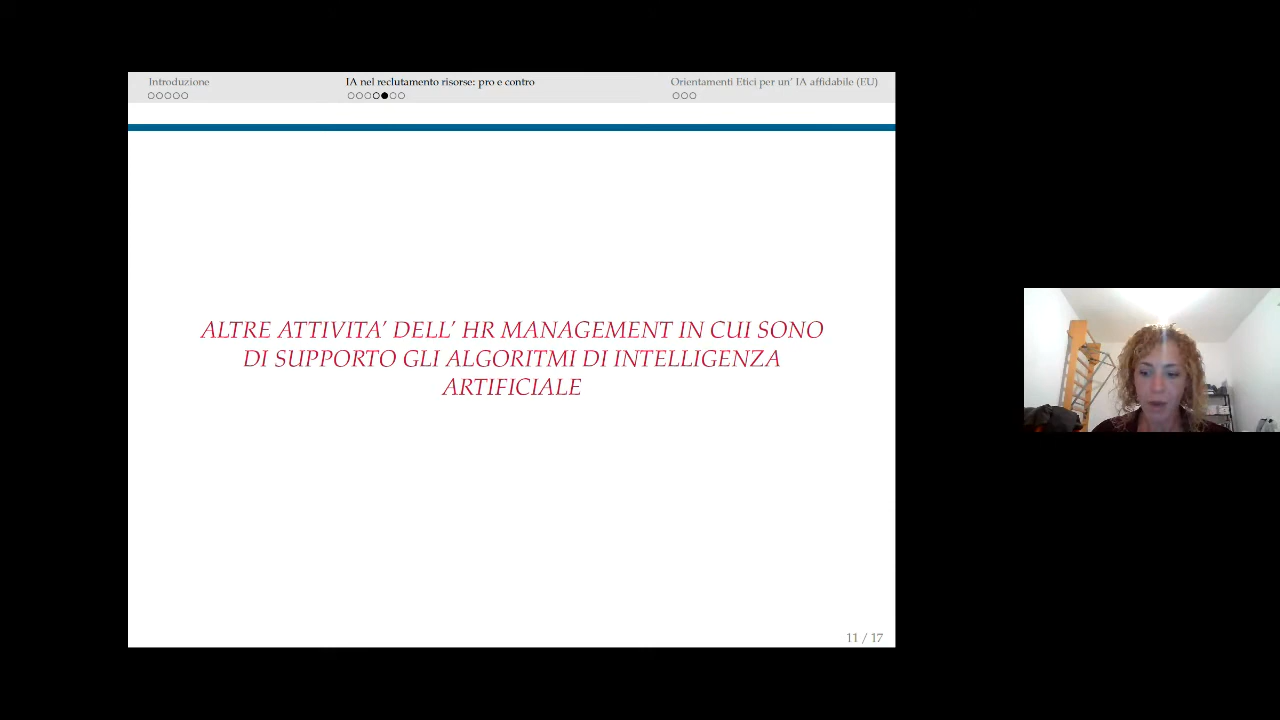 Introduzione
IA nel reclutamento risorse: pro e contro
Orientamenti Etici per un' IA affidabile (EU)
ALTRE ATTIVITA' DELL' HR MANAGEMENT IN CUI SONO
DI SUPPORTO GLI ALGORITMI DI INTELLIGENZA
ARTIFICIALE
11 / 17